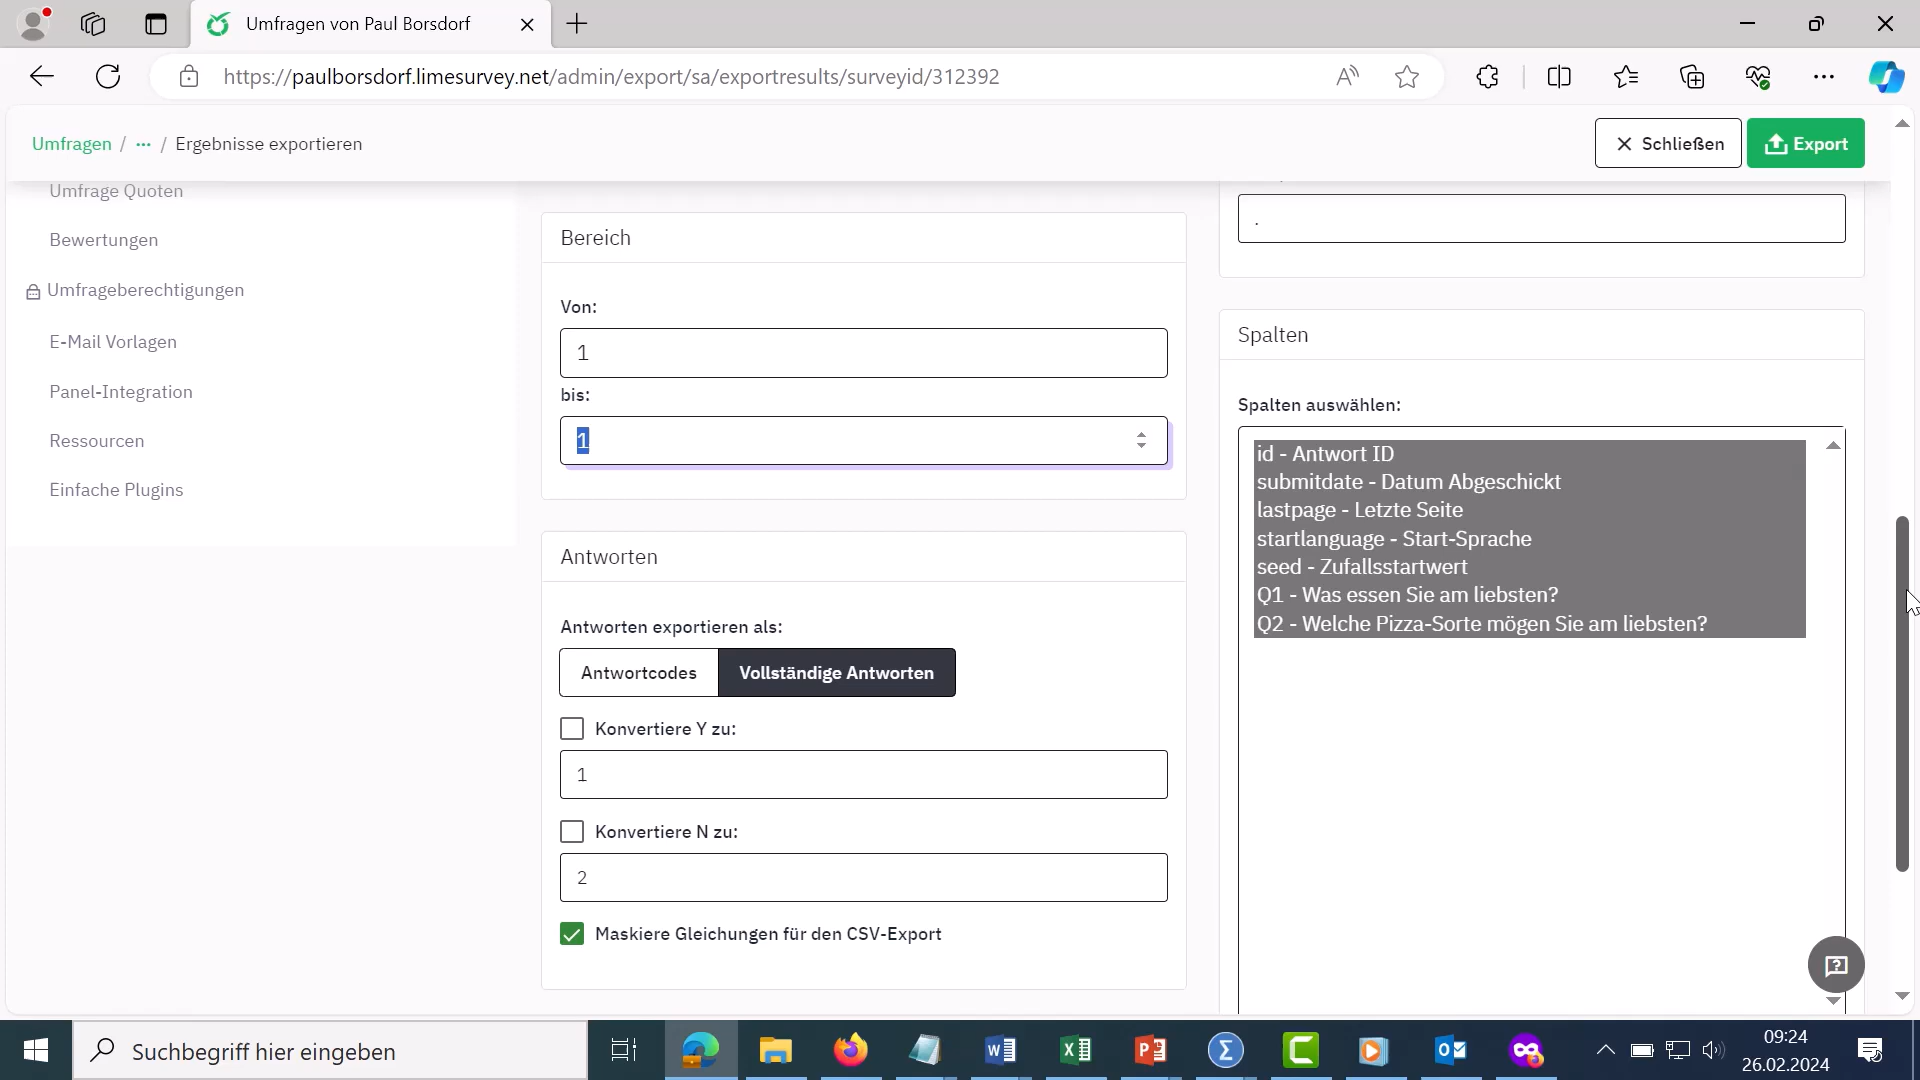 Umfragen von Paul Borsdorf
https://paulborsdorf.limesurvey.net/admin/export/sa/exportresults/surveyid/312392
Umfragen / ··· / Ergebnisse exportieren
Schließen
Export
Umfrage Quoten
Bewertungen
Umfrageberechtigungen
E-Mail Vorlagen
Panel-Integration
Ressourcen
Einfache Plugins
Bereich
Von:
1
bis:
1
Antworten
Antworten exportieren als:
Antwortcodes
Vollständige Antworten
Konvertiere Y zu:
1
Konvertiere N zu:
2
Maskiere Gleichungen für den CSV-Export
.
Spalten
Spalten auswählen:
id - Antwort ID
submitdate - Datum Abgeschickt
lastpage - Letzte Seite
startlanguage - Start-Sprache
seed - Zufallsstartwert
Q1 - Was essen Sie am liebsten?
Q2 - Welche Pizza-Sorte mögen Sie am liebsten?
Suchbegriff hier eingeben
09:24
26.02.2024